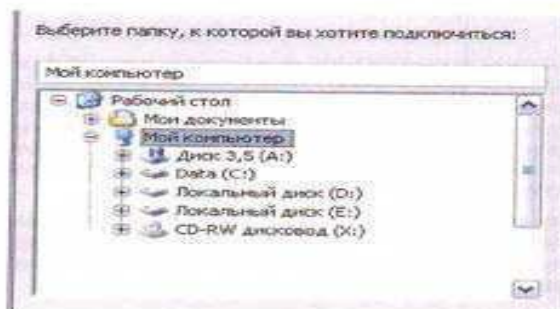 Выберите папку, к которой вы хотите подключиться:
Мой компьютер
Рабочий стол
Мои документы
Мой компьютер
Диск 3,5 (A:)
Data (C:)
Локальный диск (D:)
Локальный диск (E:)
CD-RW дисковод (X:)